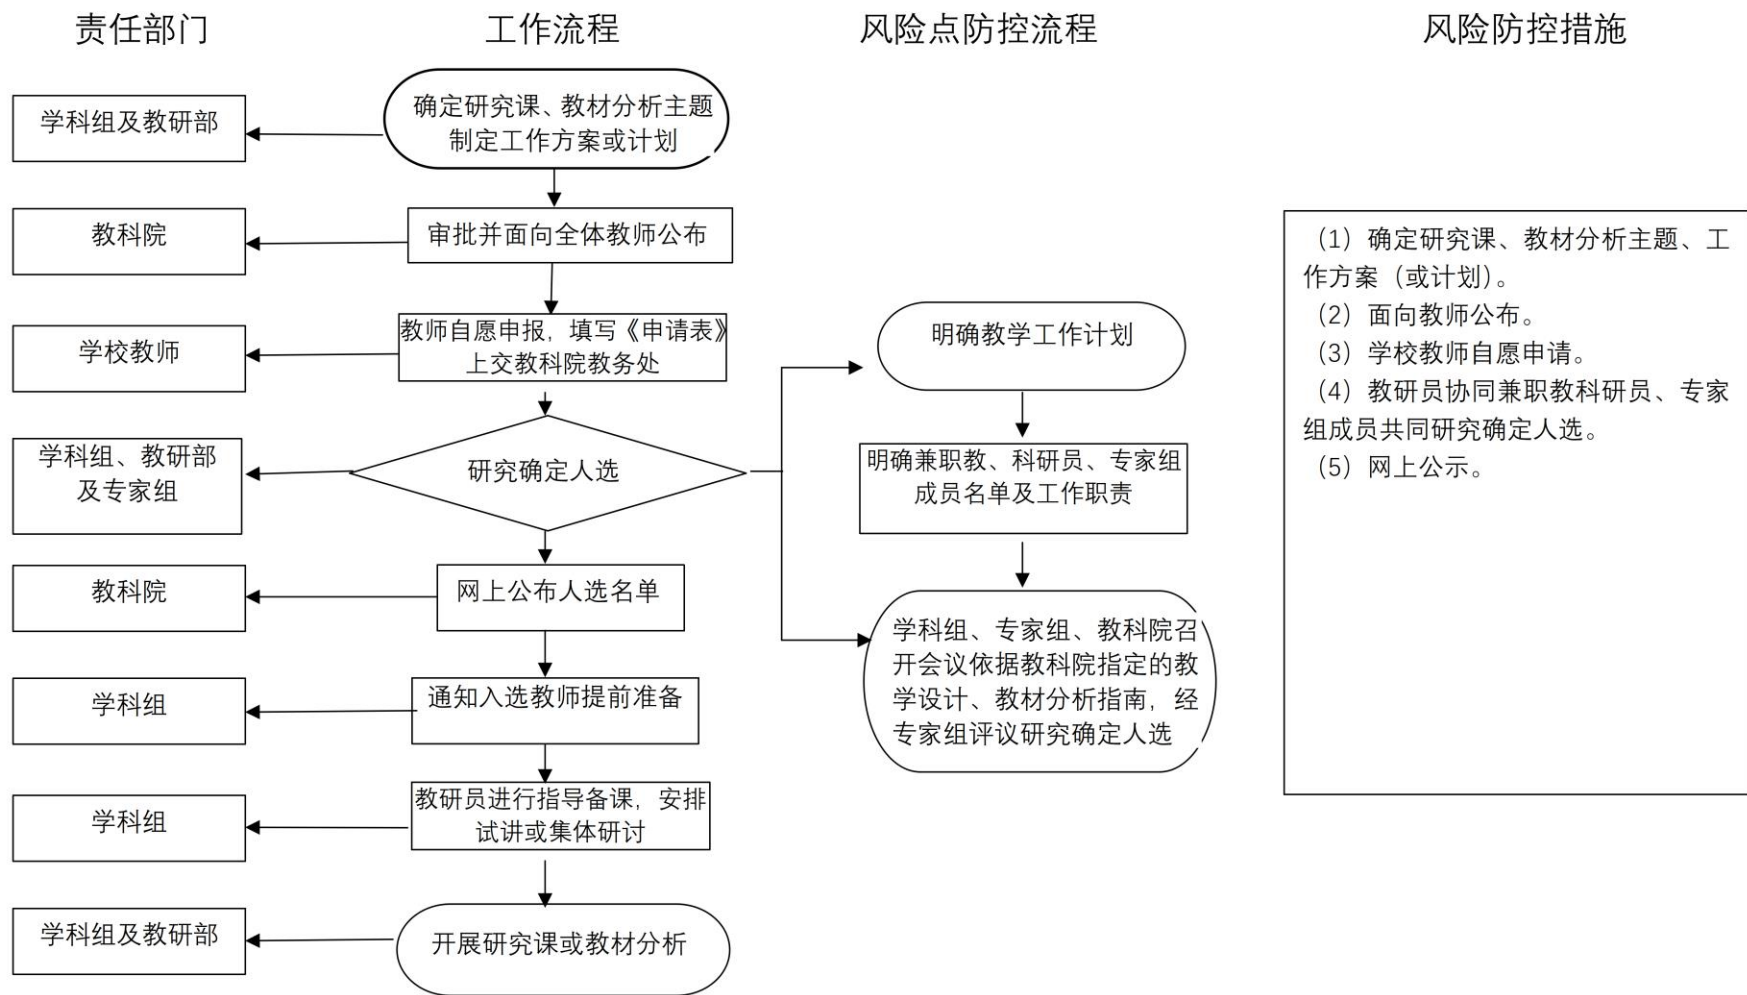 责任部门
工作流程
风险点防控流程
风险防控措施
学科组及教研部
确定研究课、教材分析主题
制定工作方案或计划
教科院
审批并面向全体教师公布
学校教师
教师自愿申报，填写《申请表》
上交教科院教务处
学科组、教研部
及专家组
研究确定人选
教科院
网上公布人选名单
学科组
通知入选教师提前准备
学科组
教研员进行指导备课，安排
试讲或集体研讨
学科组及教研部
开展研究课或教材分析
明确教学工作计划
明确兼职教、科研员、专家组
成员名单及工作职责
学科组、专家组、教科院召
开会议依据教科院指定的教
学设计、教材分析指南，经
专家组评议研究确定人选
（1）确定研究课、教材分析主题、工
作方案（或计划）。
（2）面向教师公布。
（3）学校教师自愿申请。
（4）教研员协同兼职教科研员、专家
组成员共同研究确定人选。
（5）网上公示。